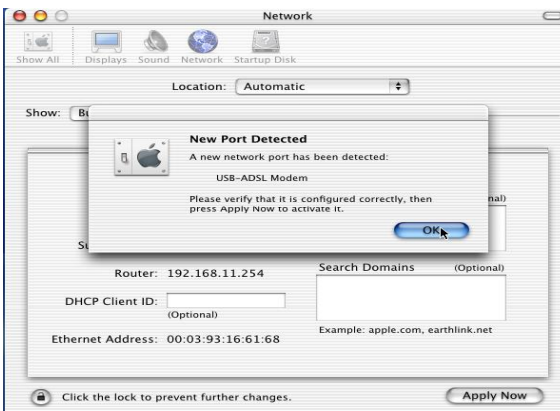 Network
Show All Displays Sound Network Startup Disk
Location: Automatic
Show:
New Port Detected
A new network port has been detected:
USB-ADSL Modem
Please verify that it is configured correctly, then
press Apply Now to activate it.
OK
Router: 192.168.11.254
Search Domains (Optional)
DHCP Client ID:
(Optional)
Example: apple.com, earthlink.net
Ethernet Address: 00:03:93:16:61:68
Click the lock to prevent further changes.
Apply Now